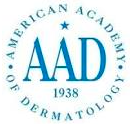 AMERICAN ACADEMY
AAD
1938
OF DERMATOLOGY